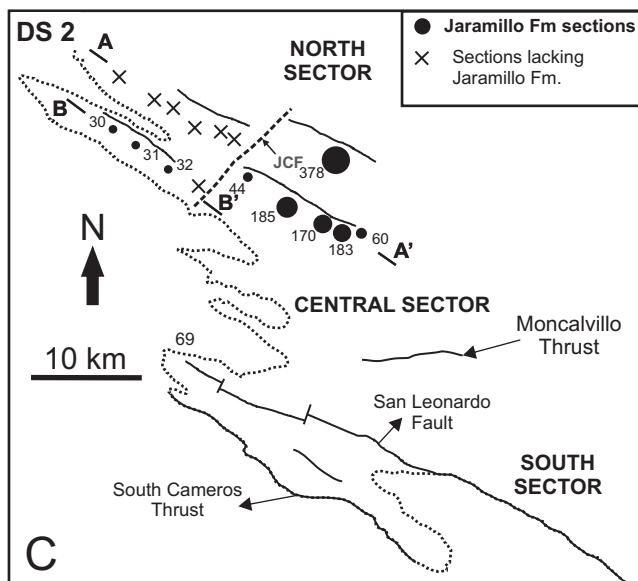 DS 2
A
NORTH
SECTOR
Jaramillo Fm sections
Sections lacking
Jaramillo Fm.
B
30
31
32
JCF
378
44
B'
185
170
183
60
A'
N
CENTRAL SECTOR
69
10 km
Moncalvillo
Thrust
San Leonardo
Fault
SOUTH
SECTOR
South Cameros
Thrust
C